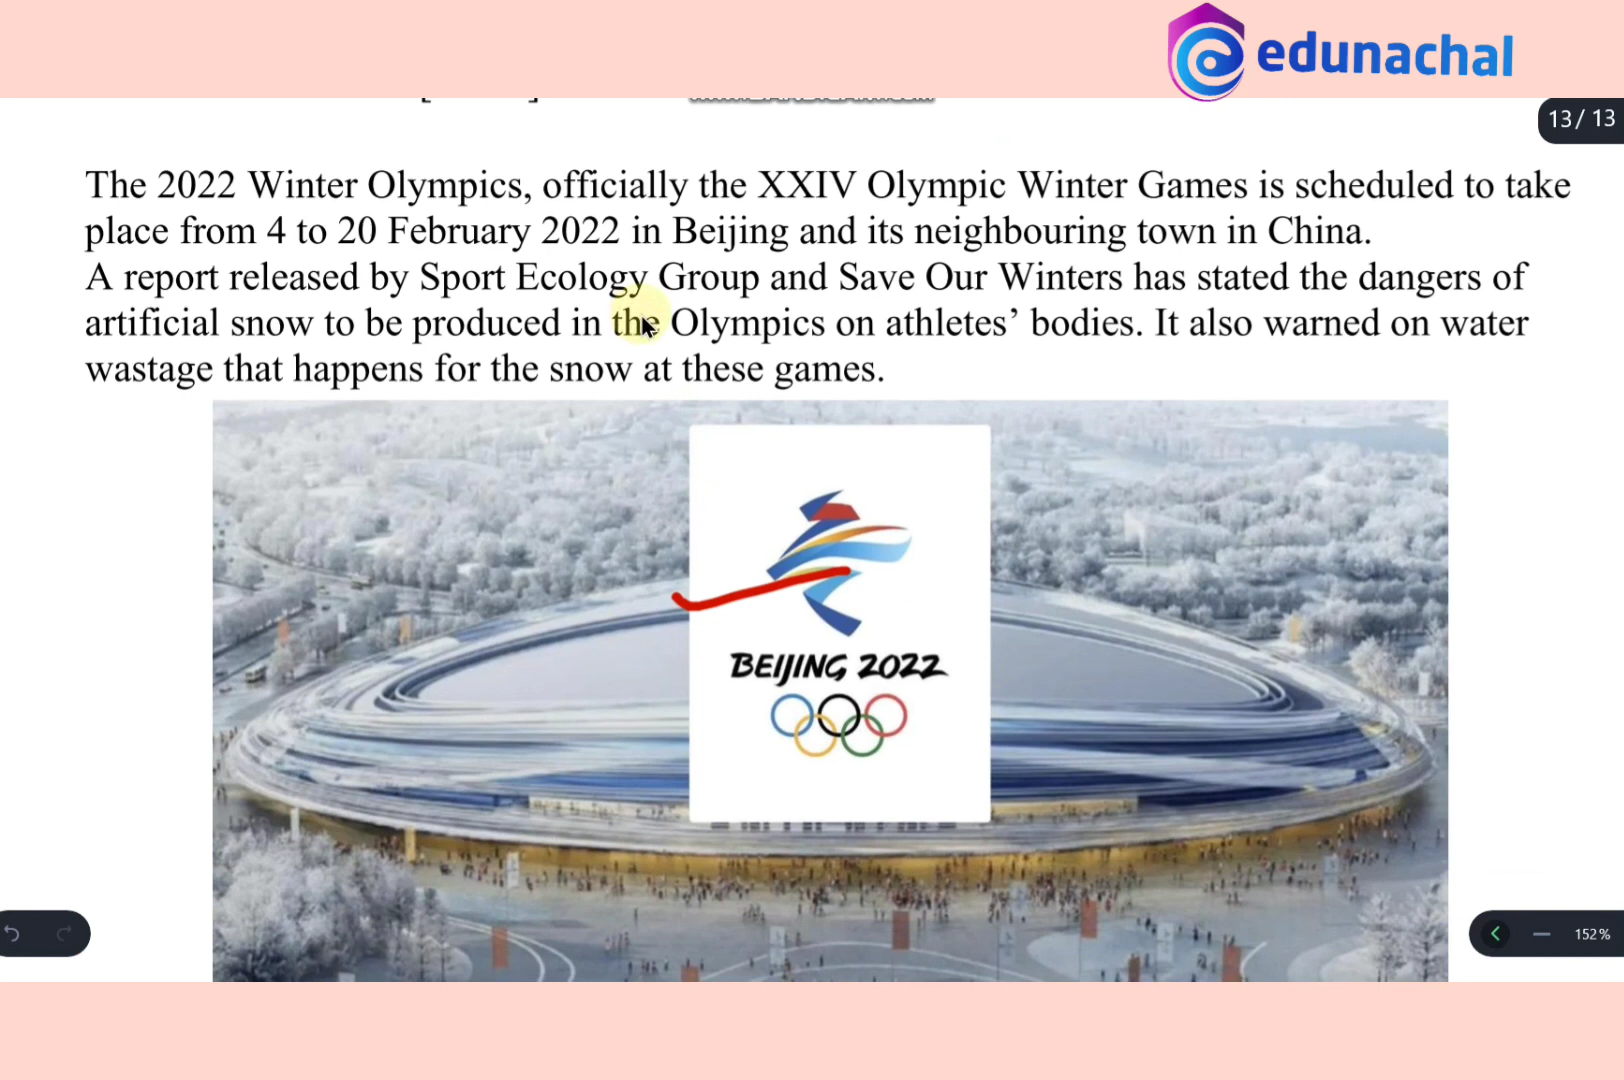 edunachal
13/ 13
The 2022 Winter Olympics, officially the XXIV Olympic Winter Games is scheduled to take
place from 4 to 20 February 2022 in Beijing and its neighbouring town in China.
A report released by Sport Ecology Group and Save Our Winters has stated the dangers of
artificial snow to be produced in the Olympics on athletes’ bodies. It also warned on water
wastage that happens for the snow at these games.
BEIJING 2022
152%